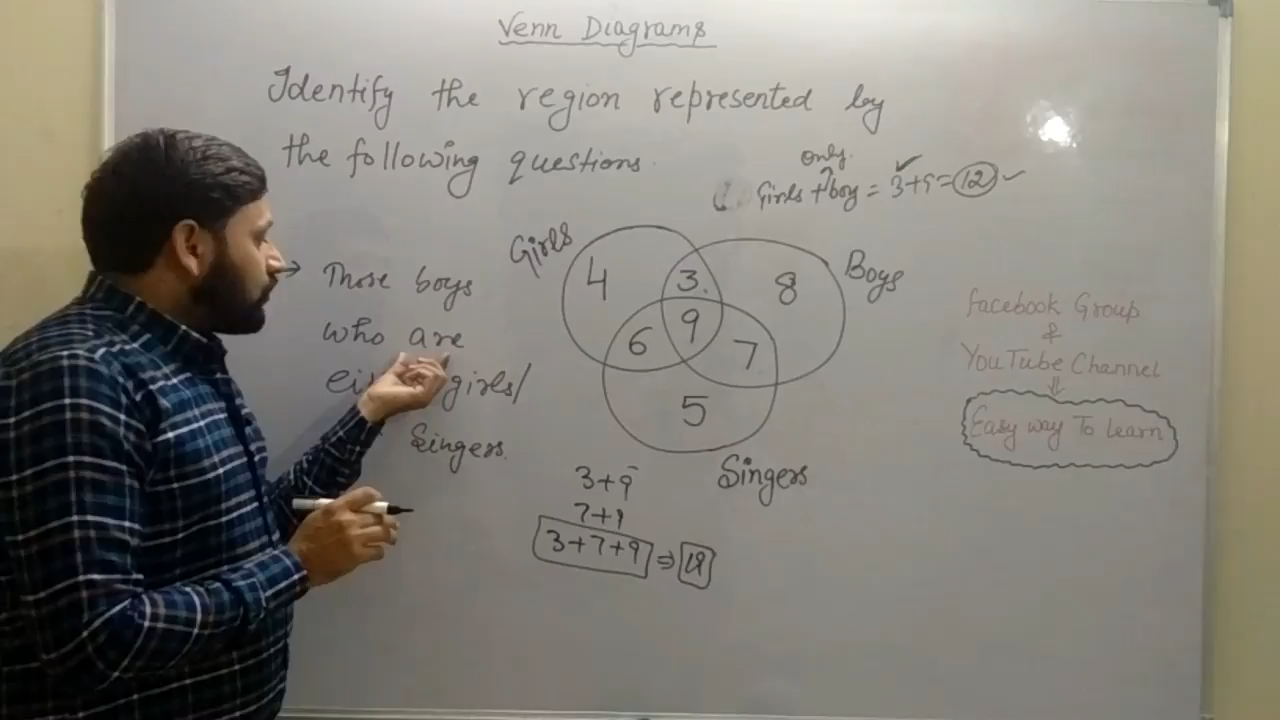 Venn Diagrams
Identify the region represented by
the following questions.
only
Girls + boy = 3+9=12
Girls
4
3.
8
Boys
→ Those boys
who are
girls/
Singers.
9
6
7
5
Singers
3+9
7+9
3+7+9 ⇒ 19
Facebook Group
&
YouTube Channel
⇓
Easy way To Learn